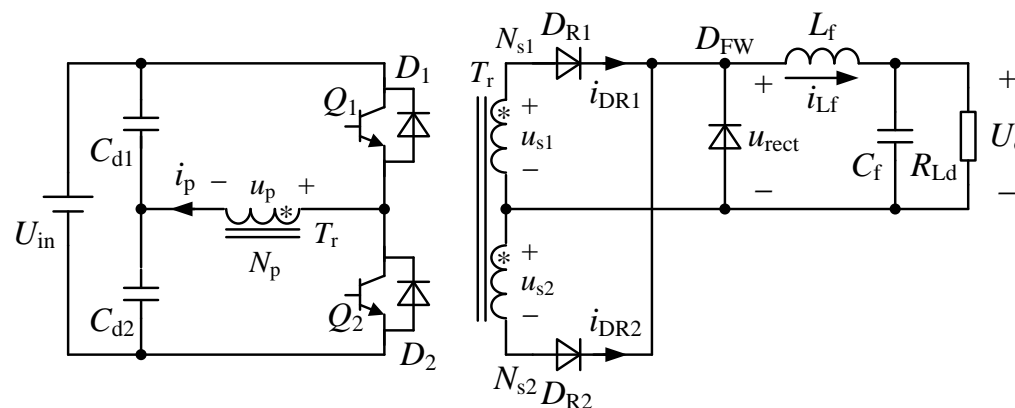 N_s1
D_R1
D_FW
L_f
D_1
T_r
Q_1
+
+
+
*
i_DR1
i_Lf
C_d1
u_s1
u_rect
C_f
R_Ld
i_p
−
u_p
+
−
−
−
U_in
*
T_r
N_p
+
*
u_s2
C_d2
Q_2
−
i_DR2
D_2
N_s2
D_R2